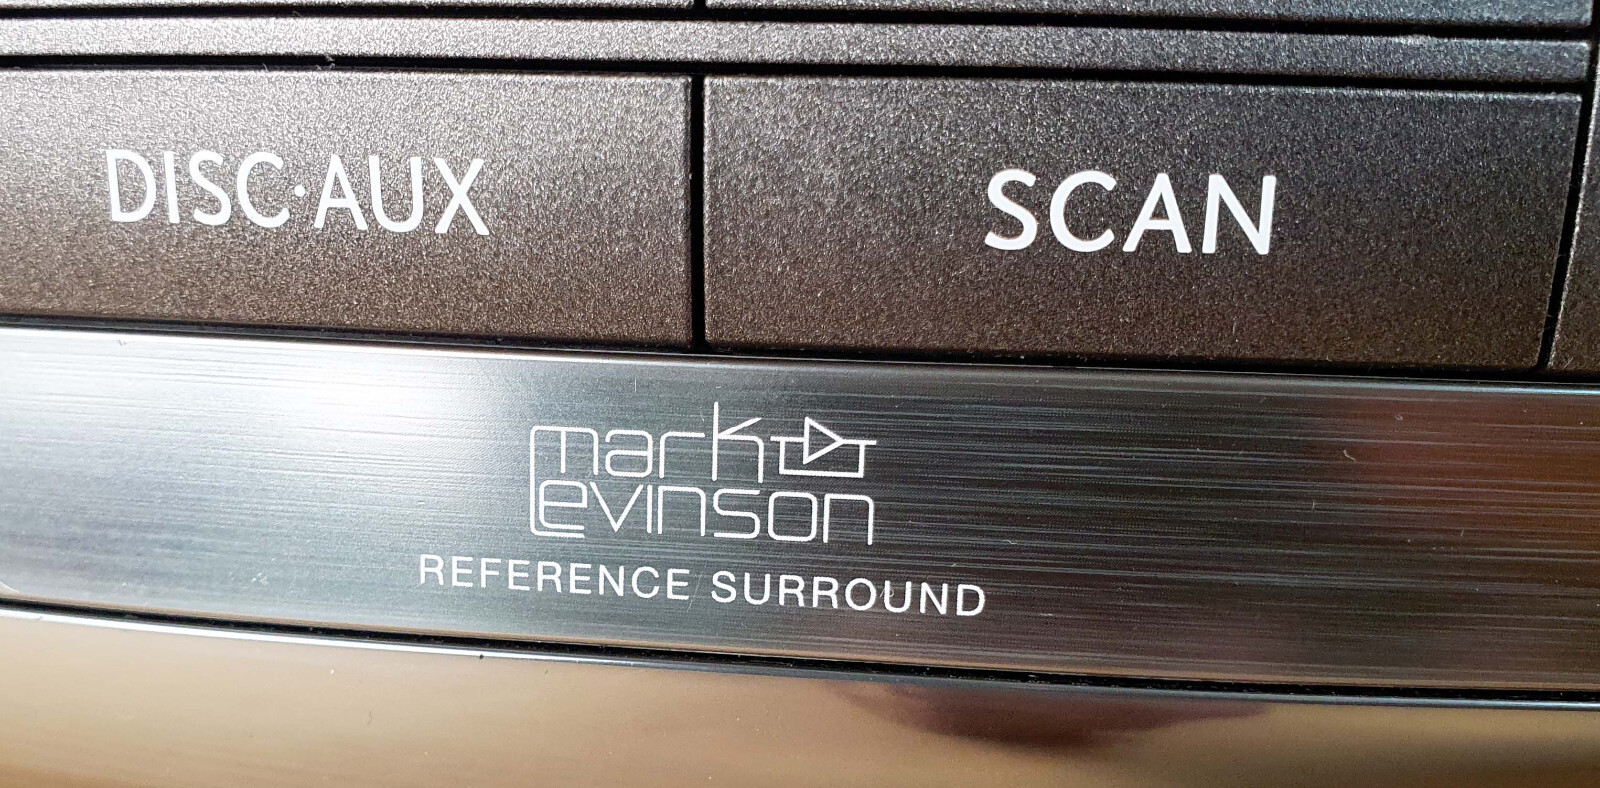 DISC·AUX
SCAN
mark
Levinson
REFERENCE SURROUND